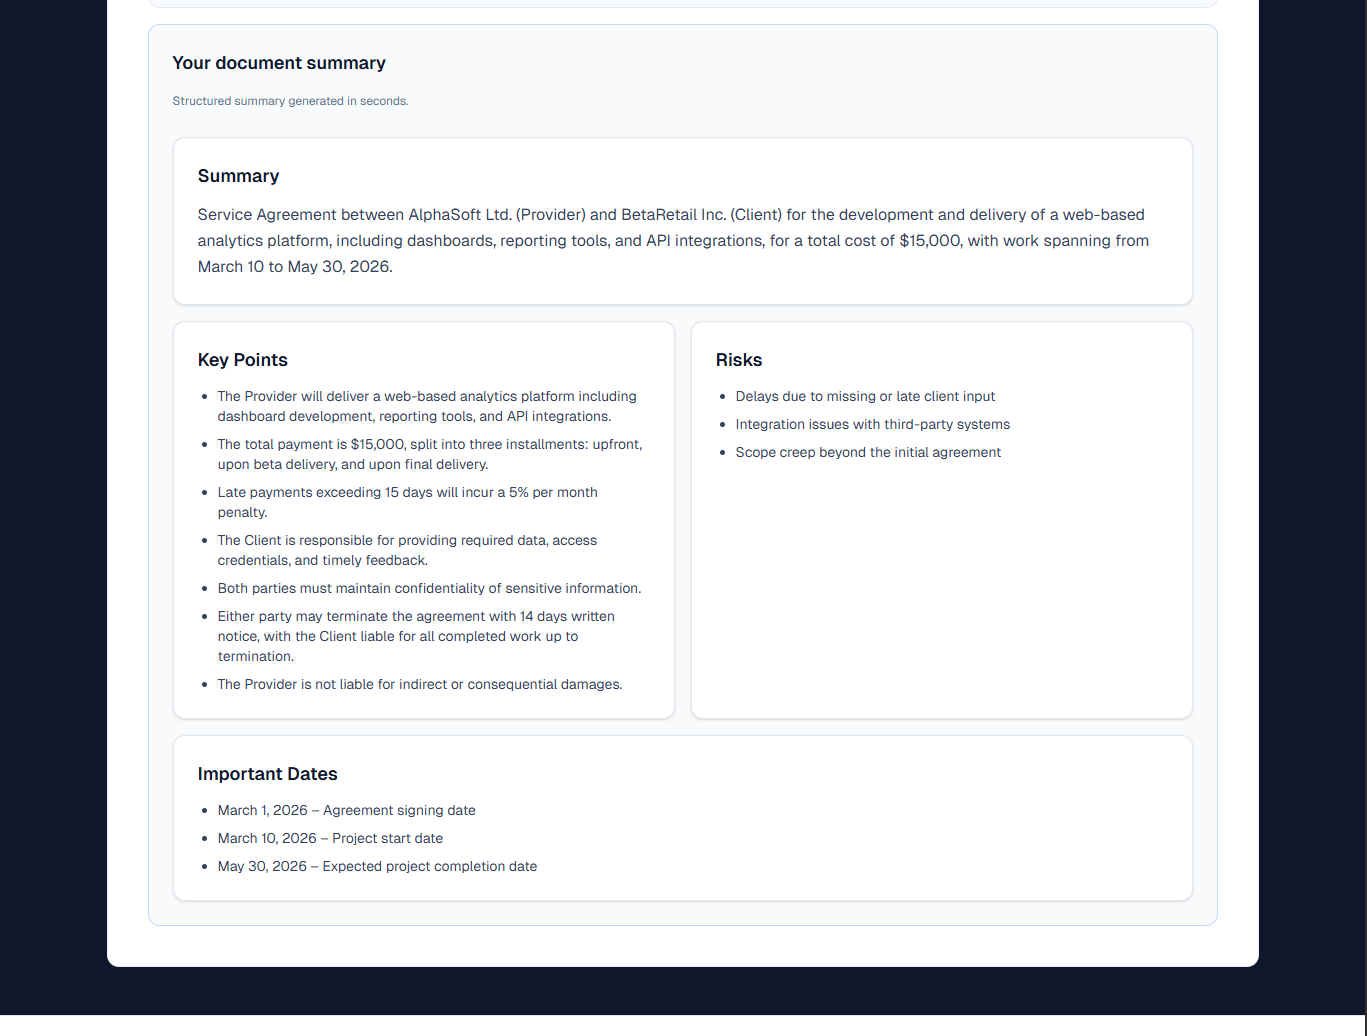 Your document summary
Structured summary generated in seconds.
Summary
Service Agreement between AlphaSoft Ltd. (Provider) and BetaRetail Inc. (Client) for the development and delivery of a web-based
analytics platform, including dashboards, reporting tools, and API integrations, for a total cost of $15,000, with work spanning from
March 10 to May 30, 2026.
Key Points
• The Provider will deliver a web-based analytics platform including
dashboard development, reporting tools, and API integrations.
• The total payment is $15,000, split into three installments: upfront,
upon beta delivery, and upon final delivery.
• Late payments exceeding 15 days will incur a 5% per month
penalty.
• The Client is responsible for providing required data, access
credentials, and timely feedback.
• Both parties must maintain confidentiality of sensitive information.
• Either party may terminate the agreement with 14 days written
notice, with the Client liable for all completed work up to
termination.
• The Provider is not liable for indirect or consequential damages.
Risks
• Delays due to missing or late client input
• Integration issues with third-party systems
• Scope creep beyond the initial agreement
Important Dates
• March 1, 2026 – Agreement signing date
• March 10, 2026 – Project start date
• May 30, 2026 – Expected project completion date